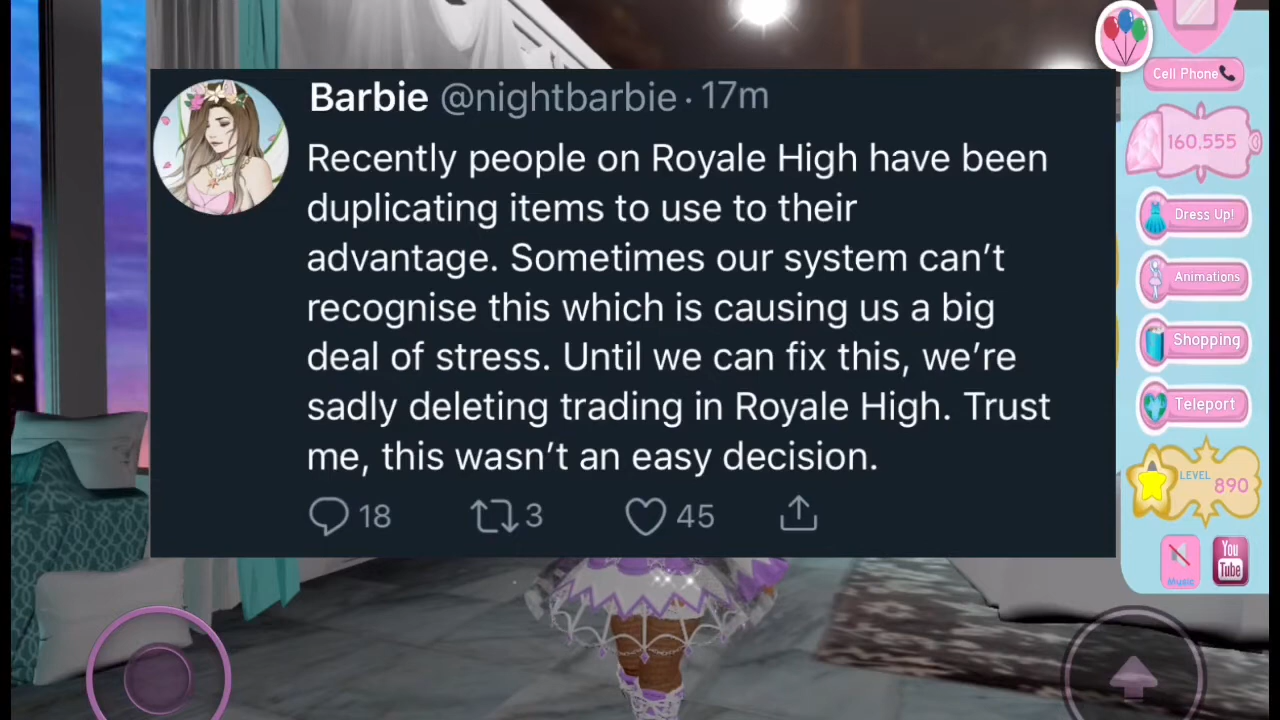 Barbie @nightbarbie · 17m
Recently people on Royale High have been
duplicating items to use to their
advantage. Sometimes our system can't
recognise this which is causing us a big
deal of stress. Until we can fix this, we're
sadly deleting trading in Royale High. Trust
me, this wasn't an easy decision.
18 3 45
Cell Phone
160.555
Dress Up!
Animations
Shopping
Teleport
LEVEL
890
Music
You
Tube